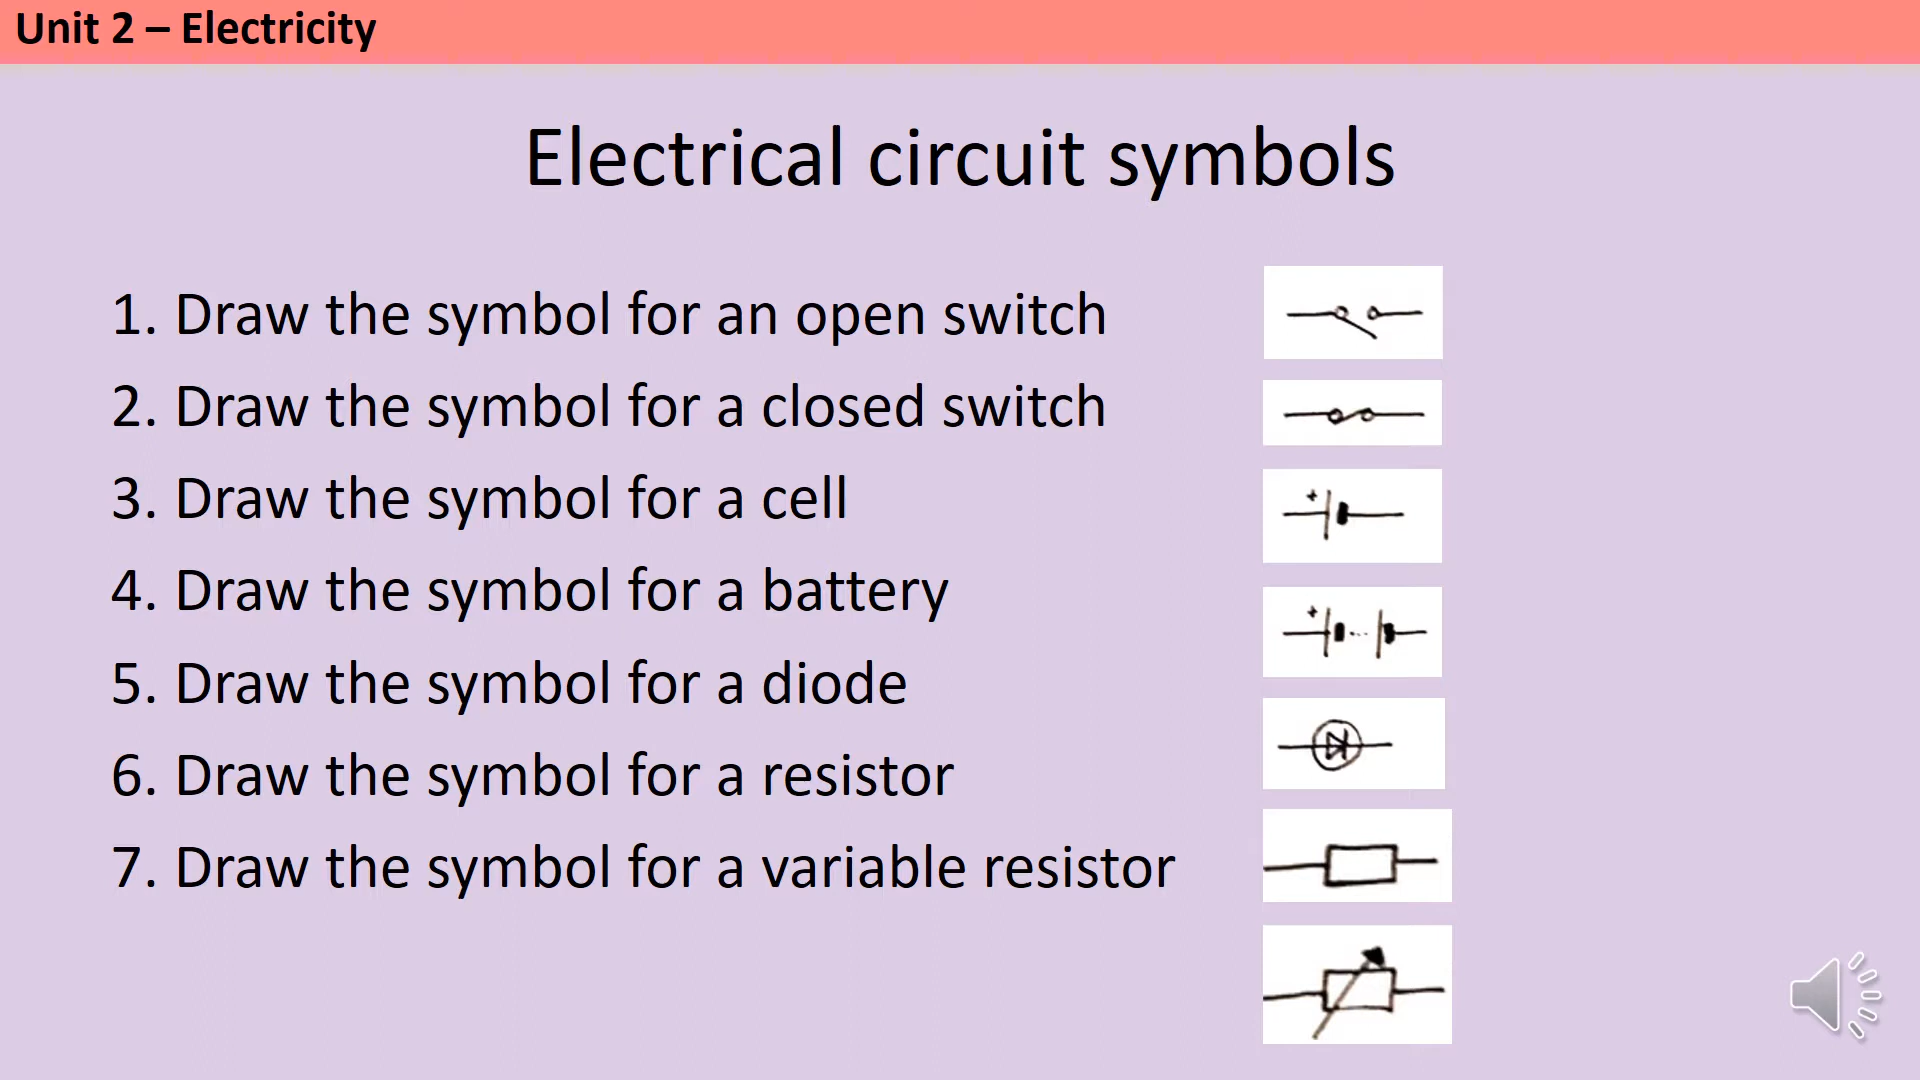 Unit 2 – Electricity
Electrical circuit symbols
1. Draw the symbol for an open switch
2. Draw the symbol for a closed switch
3. Draw the symbol for a cell
+
4. Draw the symbol for a battery
+
5. Draw the symbol for a diode
6. Draw the symbol for a resistor
7. Draw the symbol for a variable resistor